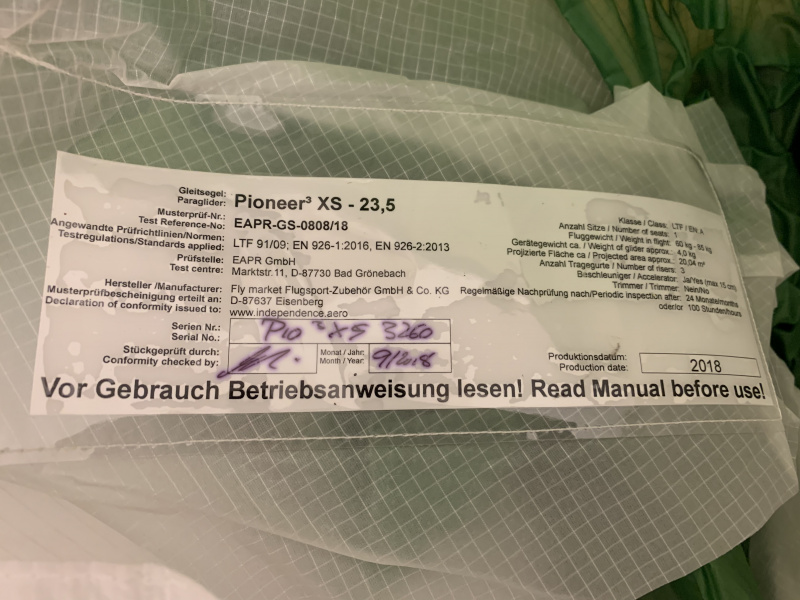 Gleitsegel:
Paraglider: Pioneer³ XS - 23,5
Musterprüf-Nr.:
Test Reference-No: EAPR-GS-0808/18
Angewandte Prüfrichtlinien/Normen:
Testregulations/Standards applied: LTF 91/09; EN 926-1:2016, EN 926-2:2013
Prüfstelle: EAPR GmbH
Test centre: Marktstr.11, D-87730 Bad Grönebach
Hersteller /Manufacturer: Fly market Flugsport-Zubehör GmbH & Co. KG
Musterprüfbescheinigung erteilt an: D-87637 Eisenberg
Declaration of conformity issued to: www.independence.aero
Serien Nr.:
Serial No.: Pio ³ XS 3260
Stückgeprüft durch:
Conformity checked by:
Monat / Jahr:
Month / Year: 9/2018
Klasse / Class: LTF / EN A
Anzahl Sitze / Number of seats: 1
Fluggewicht / Weight in flight: 60 kg - 85 kg
Gerätegewicht ca. / Weight of glider approx.: 4,0 kg
Projizierte Fläche ca / Projected area approx.: 20,04 m²
Anzahl Tragegurte / Number of risers: 3
Beschleuniger / Accelerator: Ja/Yes (max 15 cm)
Trimmer / Trimmer: Nein/No
Regelmäßige Nachprüfung nach/Periodic inspection after: 24 Monate/months
oder/or 100 Stunden/hours
Produktionsdatum:
Production date: 2018
Vor Gebrauch Betriebsanweisung lesen! Read Manual before use!